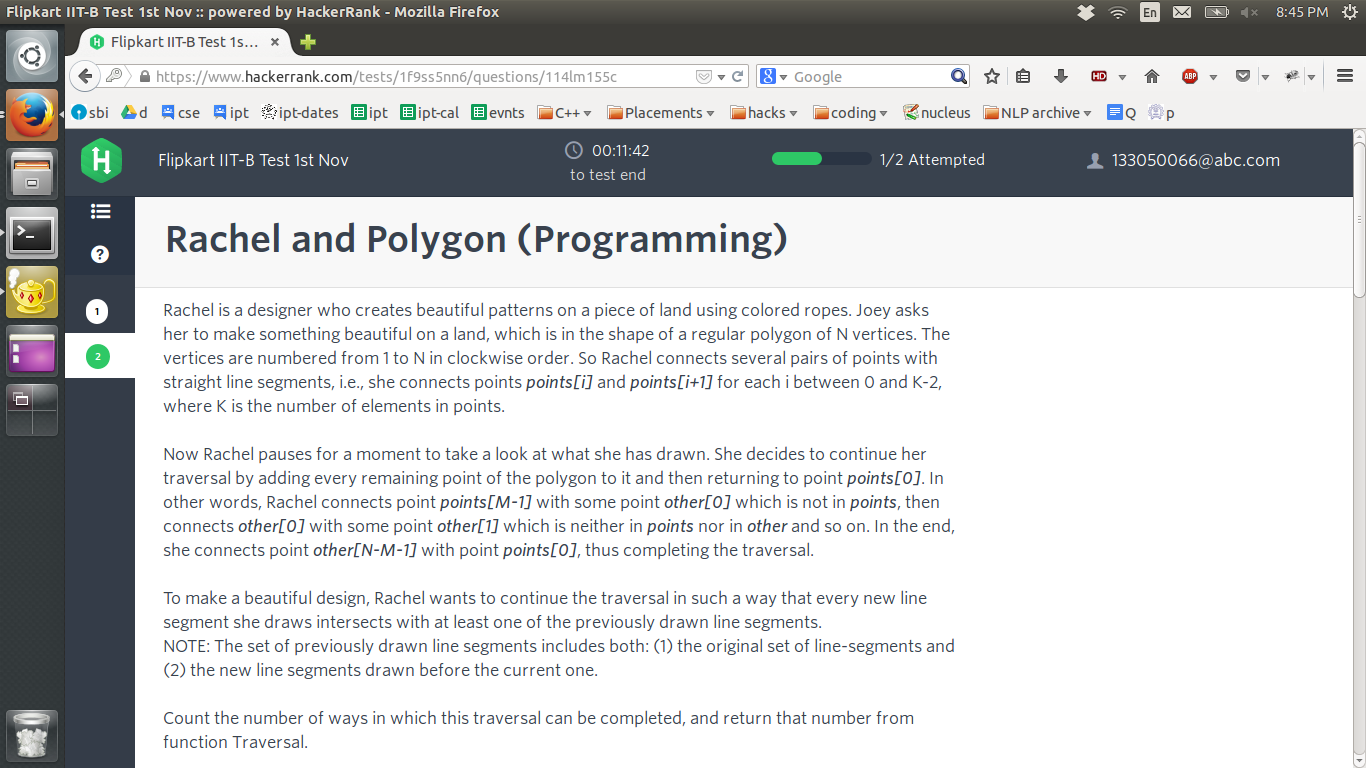 Flipkart IIT-B Test 1st Nov :: powered by HackerRank - Mozilla Firefox
En
8:45 PM
Flipkart IIT-B Test 1s...
https://www.hackerrank.com/tests/1f9ss5nn6/questions/114lm155c
Google
HD
ABP
sbi
d
cse
ipt
ipt-dates
ipt
ipt-cal
evnts
C++
Placements
hacks
coding
nucleus
NLP archive
Q
p
H
Flipkart IIT-B Test 1st Nov
00:11:42
to test end
1/2 Attempted
133050066@abc.com
?
1
2
Rachel and Polygon (Programming)
Rachel is a designer who creates beautiful patterns on a piece of land using colored ropes. Joey asks
her to make something beautiful on a land, which is in the shape of a regular polygon of N vertices. The
vertices are numbered from 1 to N in clockwise order. So Rachel connects several pairs of points with
straight line segments, i.e., she connects points points[i] and points[i+1] for each i between 0 and K-2,
where K is the number of elements in points.
Now Rachel pauses for a moment to take a look at what she has drawn. She decides to continue her
traversal by adding every remaining point of the polygon to it and then returning to point points[0]. In
other words, Rachel connects point points[M-1] with some point other[0] which is not in points, then
connects other[0] with some point other[1] which is neither in points nor in other and so on. In the end,
she connects point other[N-M-1] with point points[0], thus completing the traversal.
To make a beautiful design, Rachel wants to continue the traversal in such a way that every new line
segment she draws intersects with at least one of the previously drawn line segments.
NOTE: The set of previously drawn line segments includes both: (1) the original set of line-segments and
(2) the new line segments drawn before the current one.
Count the number of ways in which this traversal can be completed, and return that number from
function Traversal.